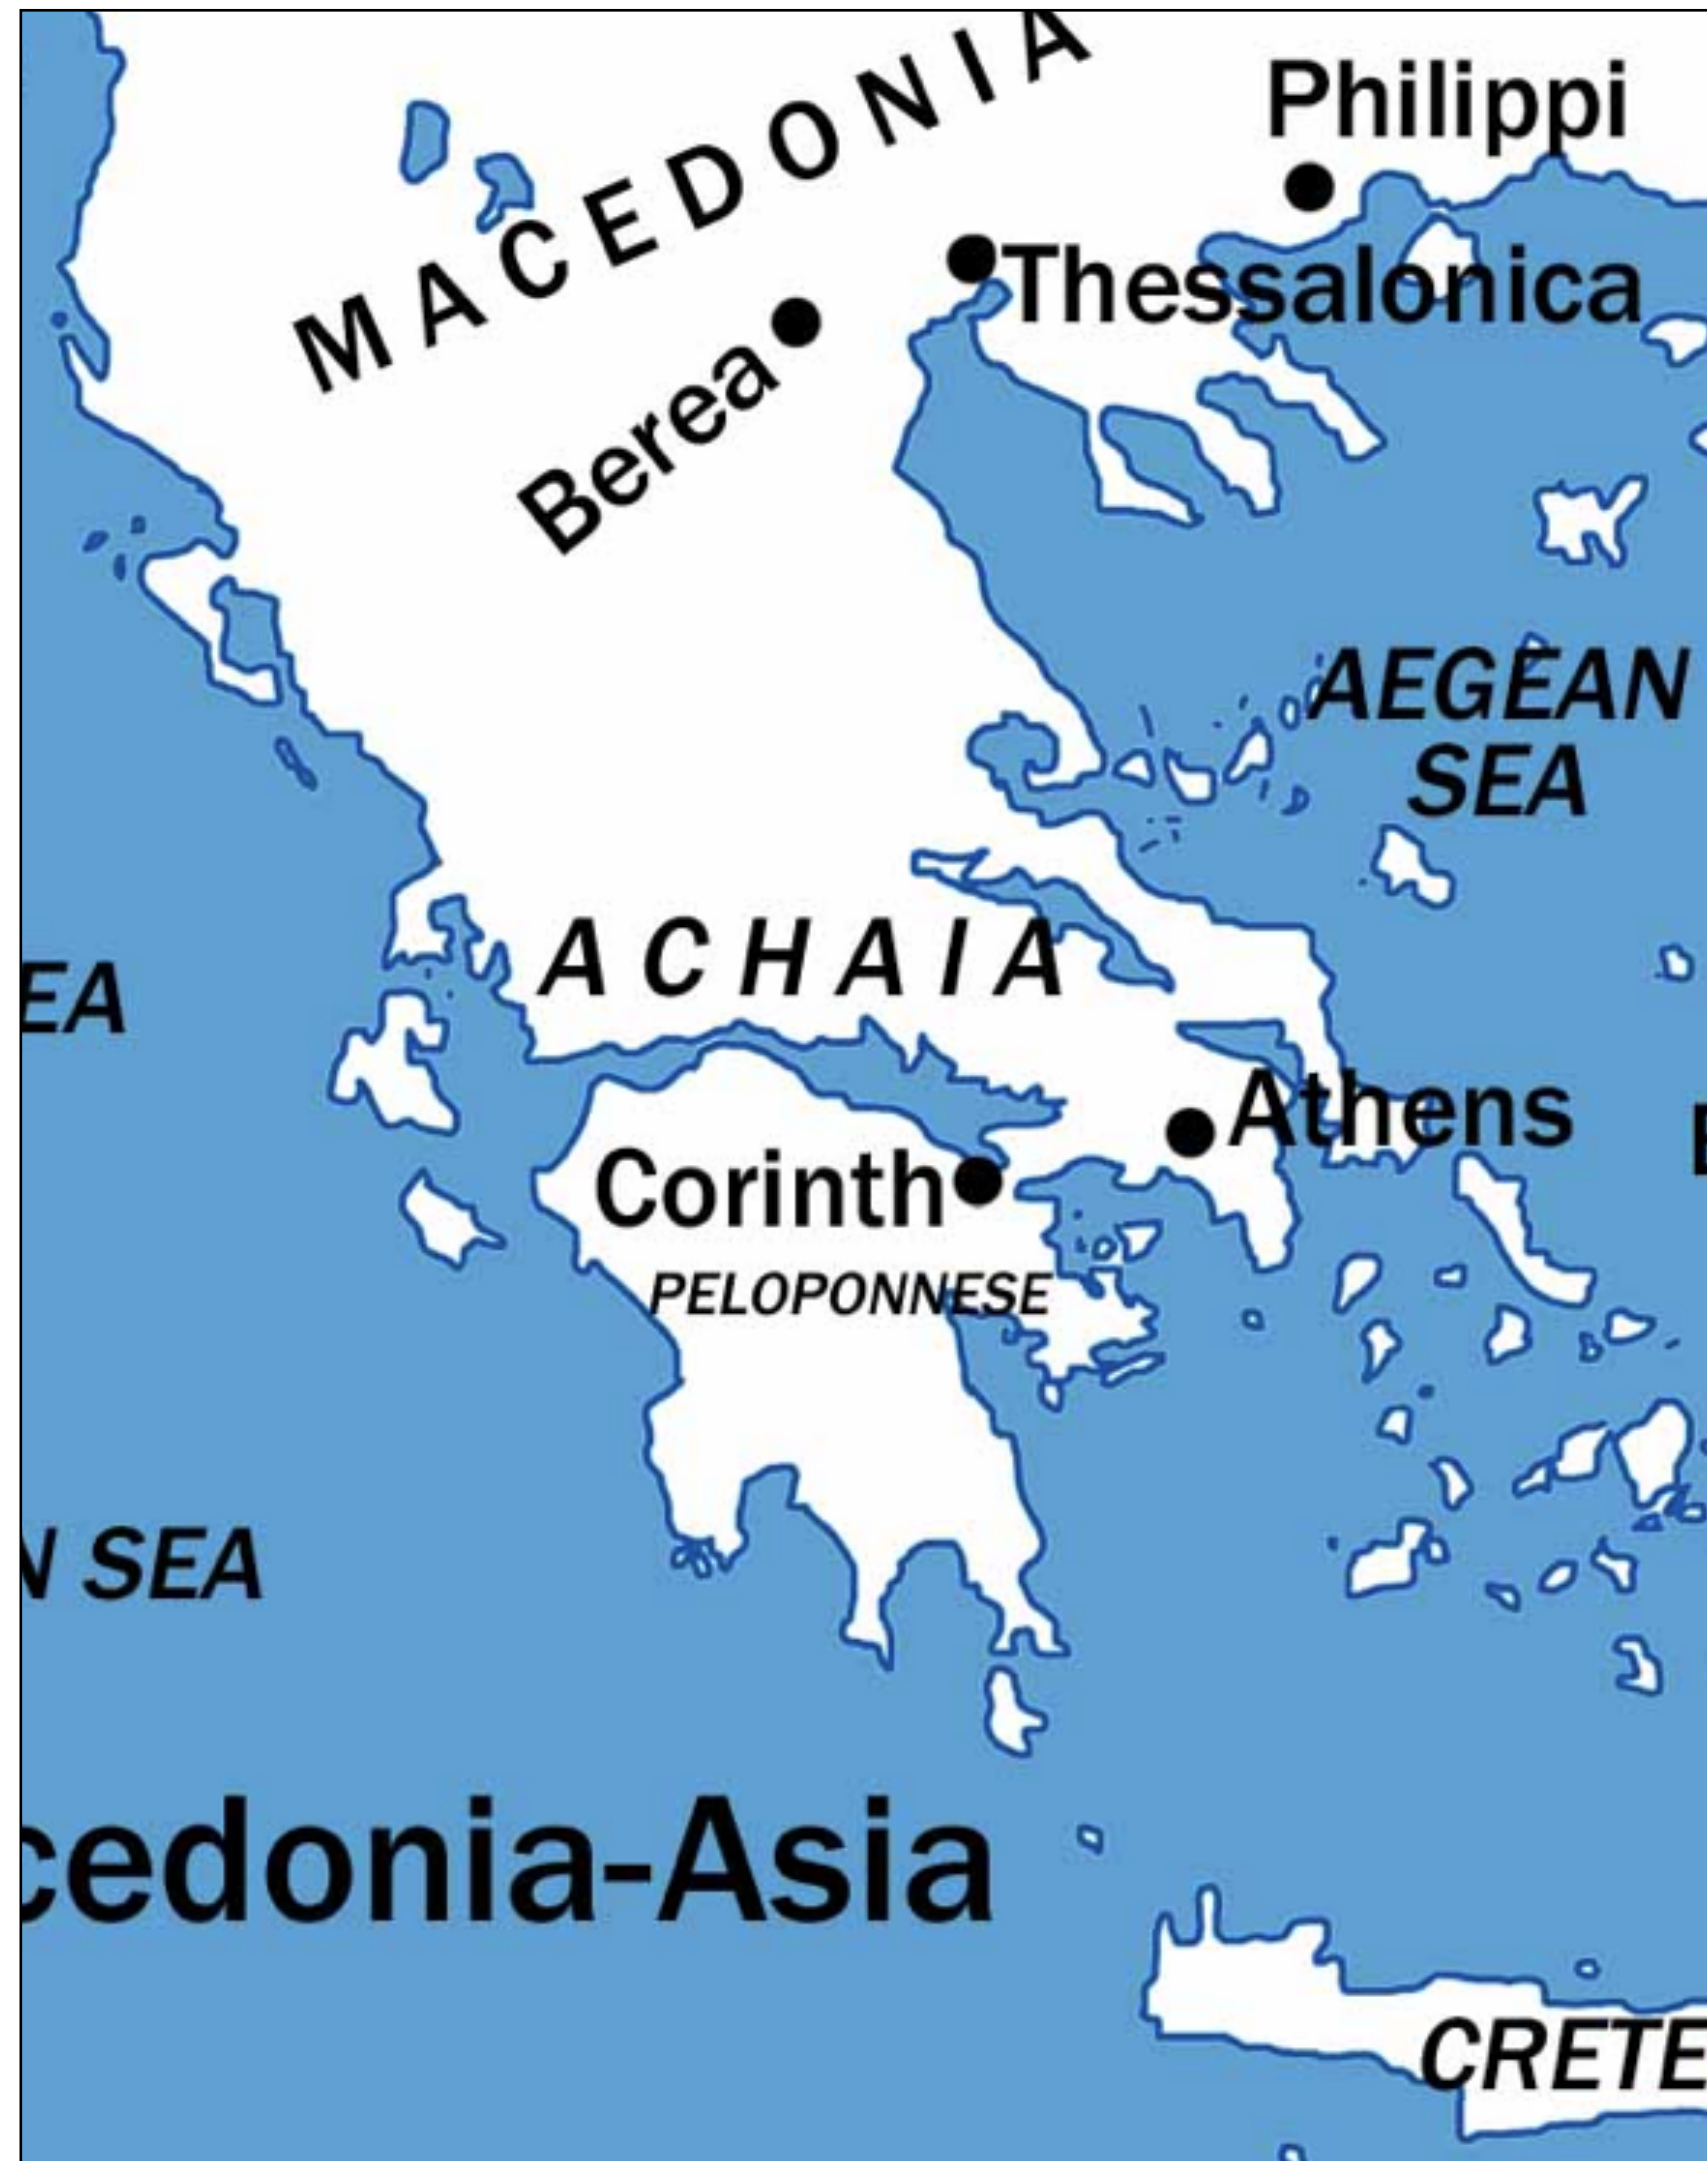 MACEDONIA
Philippi
Thessalonica
Berea
AEGEAN
SEA
ACHAIA
EA
Athens
Corinth
PELOPONNESE
N SEA
cedonia-Asia
CRETE